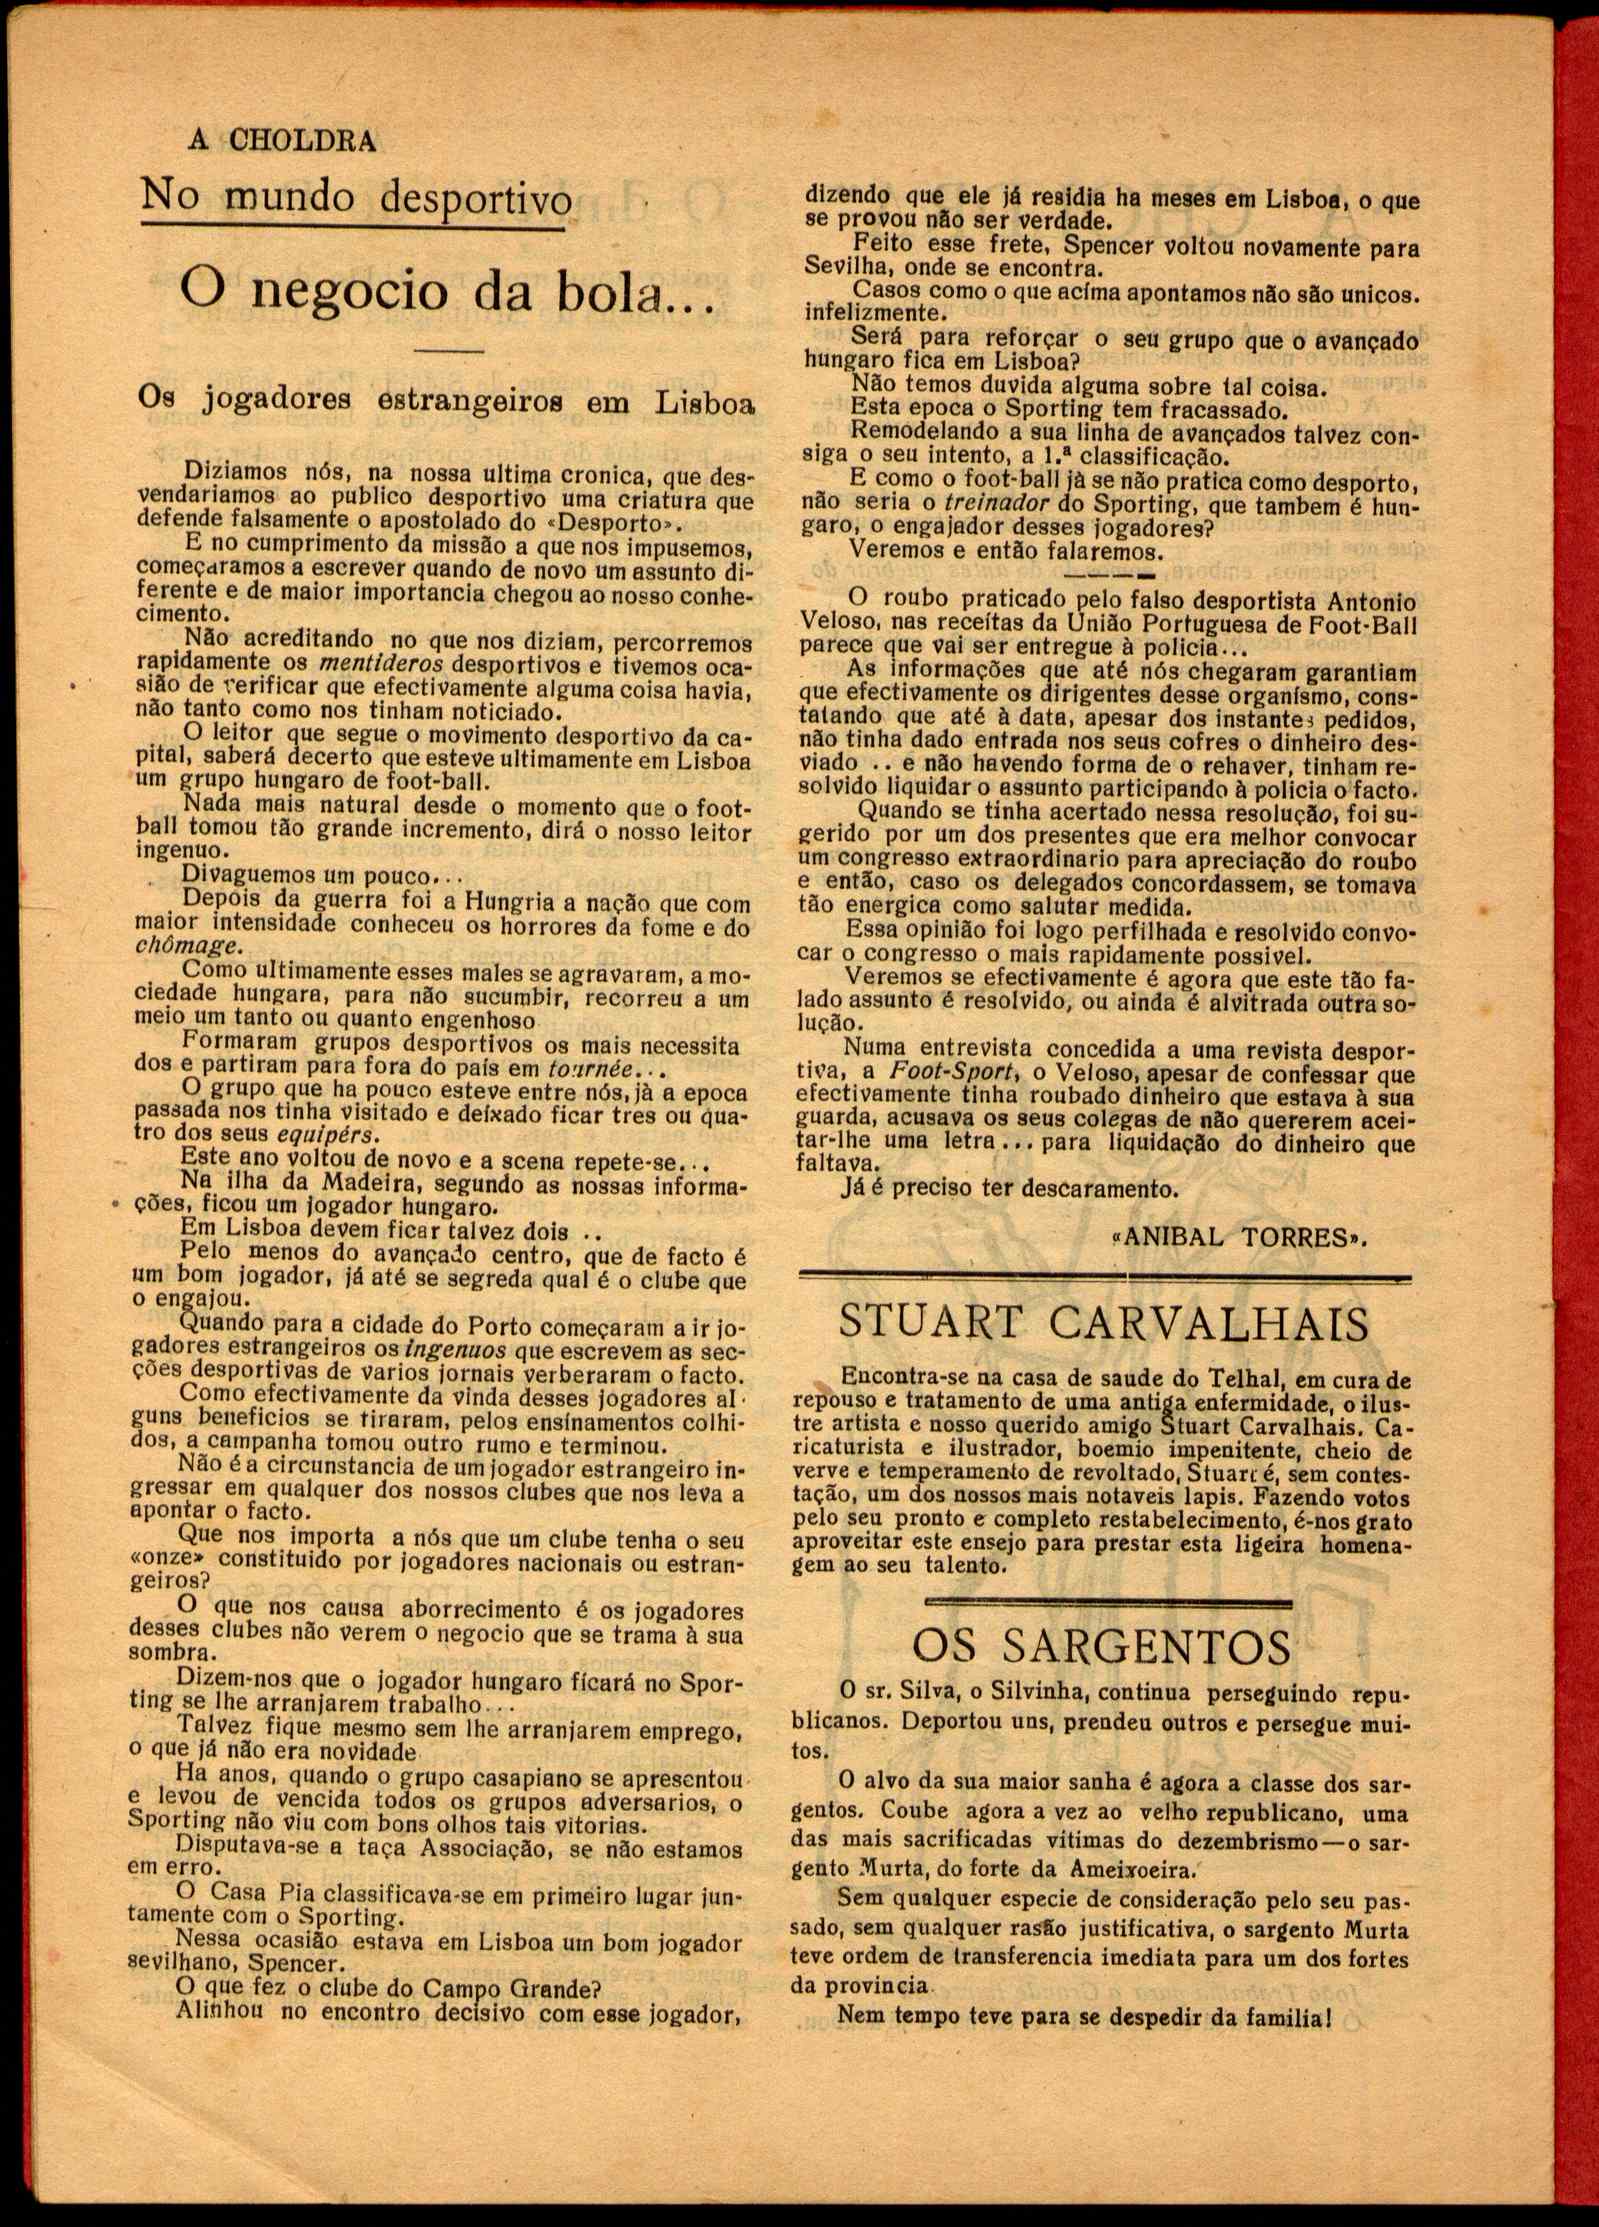 A CHOLDRA
No mundo desportivo
O negocio da bola...
Os jogadores estrangeiros em Lisboa
Diziamos nós, na nossa ultima cronica, que des-
vendariamos ao publico desportivo uma criatura que
defende falsamente o apostolado do «Desporto».
E no cumprimento da missão a que nos impusemos,
começaramos a escrever quando de novo um assunto di-
ferente e de maior importancia chegou ao nosso conhe-
cimento.
Não acreditando no que nos diziam, percorremos
rapidamente os mentideros desportivos e tivemos oca-
sião de verificar que efectivamente alguma coisa havia,
não tanto como nos tinham noticiado.
O leitor que segue o movimento desportivo da ca-
pital, saberá decerto que esteve ultimamente em Lisboa
um grupo hungaro de foot-ball.
Nada mais natural desde o momento que o foot-
ball tomou tão grande incremento, dirá o nosso leitor
ingenuo.
Divaguemos um pouco...
Depois da guerra foi a Hungria a nação que com
maior intensidade conheceu os horrores da fome e do
chômage.
Como ultimamente esses males se agravaram, a mo-
ciedade hungara, para não sucumbir, recorreu a um
meio um tanto ou quanto engenhoso
Formaram grupos desportivos os mais necessita
dos e partiram para fora do país em tournée...
O grupo que ha pouco esteve entre nós, jà a epoca
passada nos tinha visitado e deixado ficar tres ou qua-
tro dos seus equipérs.
Este ano voltou de novo e a scena repete-se...
Na ilha da Madeira, segundo as nossas informa-
ções, ficou um jogador hungaro.
Em Lisboa devem ficar talvez dois ..
Pelo menos do avançado centro, que de facto é
um bom jogador, já até se segreda qual é o clube que
o engajou.
Quando para a cidade do Porto começaram a ir jo-
gadores estrangeiros os ingenuos que escrevem as sec-
ções desportivas de varios jornais verberaram o facto.
Como efectivamente da vinda desses jogadores al-
guns beneficios se tiraram, pelos ensinamentos colhi-
dos, a campanha tomou outro rumo e terminou.
Não é a circunstancia de um jogador estrangeiro in-
gressar em qualquer dos nossos clubes que nos leva a
apontar o facto.
Que nos importa a nós que um clube tenha o seu
«onze» constituido por jogadores nacionais ou estran-
geiros?
O que nos causa aborrecimento é os jogadores
desses clubes não verem o negocio que se trama à sua
sombra.
Dizem-nos que o jogador hungaro ficará no Spor-
ting se lhe arranjarem trabalho...
Talvez fique mesmo sem lhe arranjarem emprego,
o que já não era novidade
Ha anos, quando o grupo casapiano se apresentou
e levou de vencida todos os grupos adversarios, o
Sporting não viu com bons olhos tais vitorias.
Disputava-se a taça Associação, se não estamos
em erro.
O Casa Pia classificava-se em primeiro lugar jun-
tamente com o Sporting.
Nessa ocasião estava em Lisboa um bom jogador
sevilhano, Spencer.
O que fez o clube do Campo Grande?
Alinhou no encontro decisivo com esse jogador,
dizendo que ele já residia ha meses em Lisboa, o que
se provou não ser verdade.
Feito esse frete, Spencer voltou novamente para
Sevilha, onde se encontra.
Casos como o que acima apontamos não são unicos.
infelizmente.
Será para reforçar o seu grupo que o avançado
hungaro fica em Lisboa?
Não temos duvida alguma sobre tal coisa.
Esta epoca o Sporting tem fracassado.
Remodelando a sua linha de avançados talvez con-
siga o seu intento, a 1.ª classificação.
E como o foot-ball jà se não pratica como desporto,
não seria o treinador do Sporting, que tambem é hun-
garo, o engajador desses jogadores?
Veremos e então falaremos.
O roubo praticado pelo falso desportista Antonio
Veloso, nas receitas da União Portuguesa de Foot-Ball
parece que vai ser entregue à policia...
As informações que até nós chegaram garantiam
que efectivamente os dirigentes desse organismo, cons-
tatando que até à data, apesar dos instantes pedidos,
não tinha dado entrada nos seus cofres o dinheiro des-
viado .. e não havendo forma de o rehaver, tinham re-
solvido liquidar o assunto participando à policia o facto.
Quando se tinha acertado nessa resolução, foi su-
gerido por um dos presentes que era melhor convocar
um congresso extraordinario para apreciação do roubo
e então, caso os delegados concordassem, se tomava
tão energica como salutar medida.
Essa opinião foi logo perfilhada e resolvido convo-
car o congresso o mais rapidamente possivel.
Veremos se efectivamente é agora que este tão fa-
lado assunto é resolvido, ou ainda é alvitrada outra so-
lução.
Numa entrevista concedida a uma revista despor-
tiva, a Foot-Sport, o Veloso, apesar de confessar que
efectivamente tinha roubado dinheiro que estava à sua
guarda, acusava os seus colegas de não quererem acei-
tar-lhe uma letra... para liquidação do dinheiro que
faltava.
Já é preciso ter descaramento.
«ANIBAL TORRES».
STUART CARVALHAIS
Encontra-se na casa de saude do Telhal, em cura de
repouso e tratamento de uma antiga enfermidade, o ilus-
tre artista e nosso querido amigo Stuart Carvalhais. Ca-
ricaturista e ilustrador, boemio impenitente, cheio de
verve e temperamento de revoltado, Stuart é, sem contes-
tação, um dos nossos mais notaveis lapis. Fazendo votos
pelo seu pronto e completo restabelecimento, é-nos grato
aproveitar este ensejo para prestar esta ligeira homena-
gem ao seu talento.
OS SARGENTOS
O sr. Silva, o Silvinha, continua perseguindo repu-
blicanos. Deportou uns, prendeu outros e persegue mui-
tos.
O alvo da sua maior sanha é agora a classe dos sar-
gentos. Coube agora a vez ao velho republicano, uma
das mais sacrificadas vitimas do dezembrismo—o sar-
gento Murta, do forte da Ameixoeira.
Sem qualquer especie de consideração pelo seu pas-
sado, sem qualquer rasão justificativa, o sargento Murta
teve ordem de transferencia imediata para um dos fortes
da provincia.
Nem tempo teve para se despedir da familia!